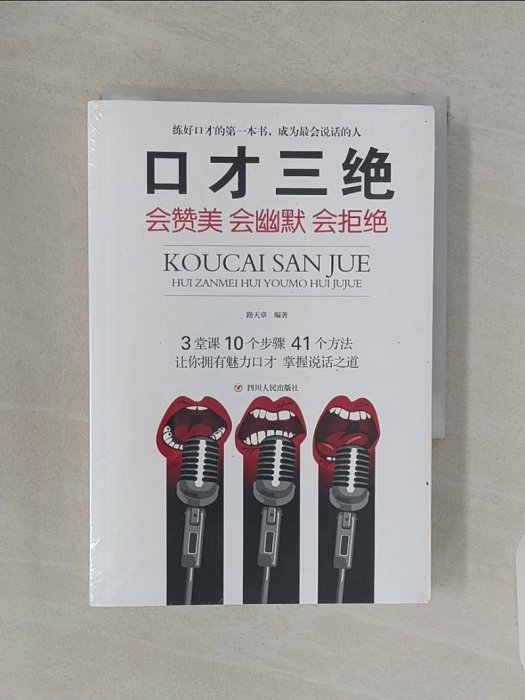 练好口才的第一本书，成为最会说话的人
口才三绝
会赞美 会幽默 会拒绝
KOUCAI SAN JUE
HUI ZANMEI HUI YOUMO HUI JUJUE
路天章 编著
3堂课 10个步骤 41个方法
让你拥有魅力口才 掌握说话之道
四川人民出版社